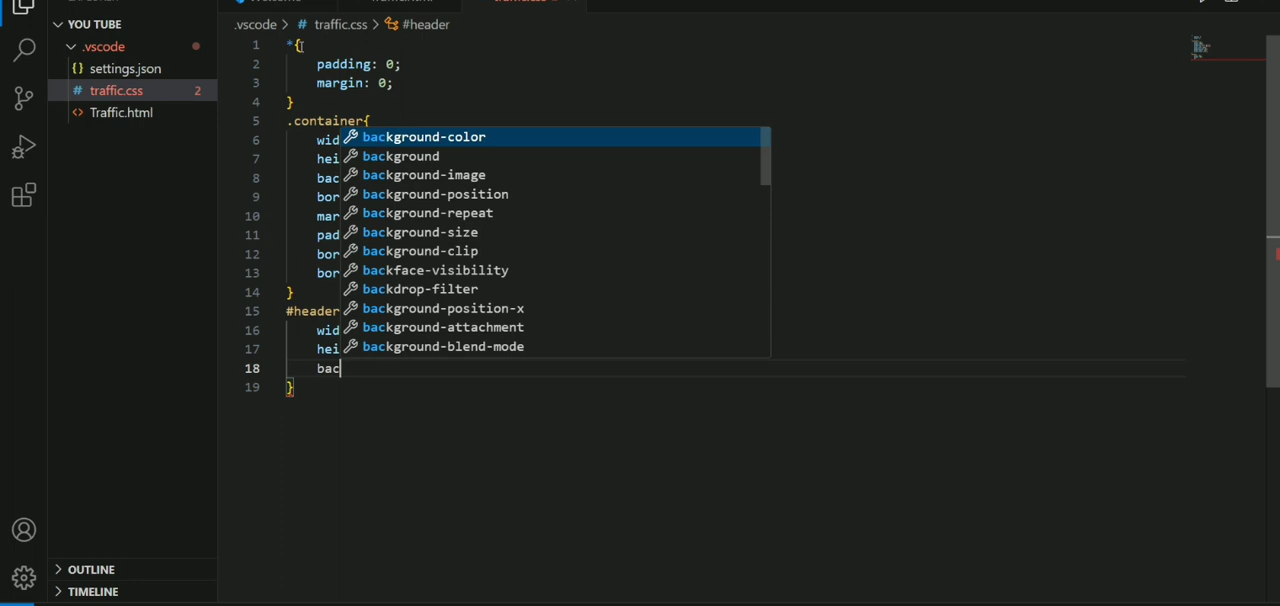 YOU TUBE
.vscode
{} settings.json
# traffic.css 2
<> Traffic.html
OUTLINE
TIMELINE
.vscode > # traffic.css > #header
1 *{
2 padding: 0;
3 margin: 0;
4 }
5 .container{
6 wid
7 hei
8 bac
9 bor
10 mar
11 pad
12 bor
13 bor
14 }
15 #header
16 wid
17 hei
18 bac
19 }
background-color
background
background-image
background-position
background-repeat
background-size
background-clip
backface-visibility
backdrop-filter
background-position-x
background-attachment
background-blend-mode